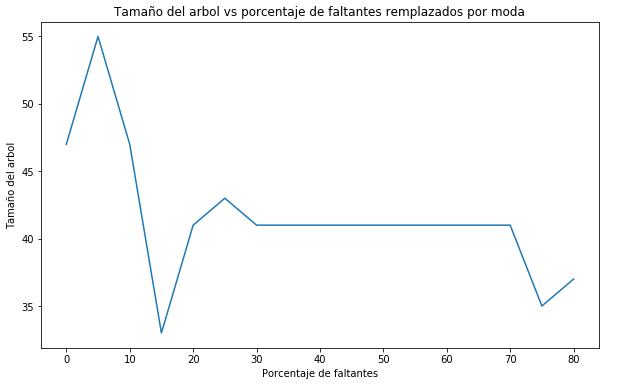 Tamaño del arbol vs porcentaje de faltantes remplazados por moda
55
50
45
40
35
Tamaño del arbol
0 10 20 30 40 50 60 70 80
Porcentaje de faltantes